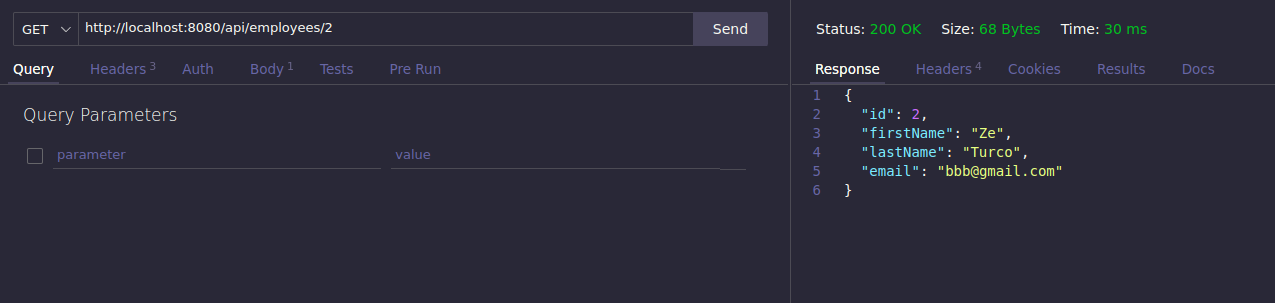 GET http://localhost:8080/api/employees/2 Send
Query Headers 3 Auth Body 1 Tests Pre Run
Query Parameters
parameter value
Status: 200 OK Size: 68 Bytes Time: 30 ms
Response Headers 4 Cookies Results Docs
1 {
2 "id": 2,
3 "firstName": "Ze",
4 "lastName": "Turco",
5 "email": "bbb@gmail.com"
6 }